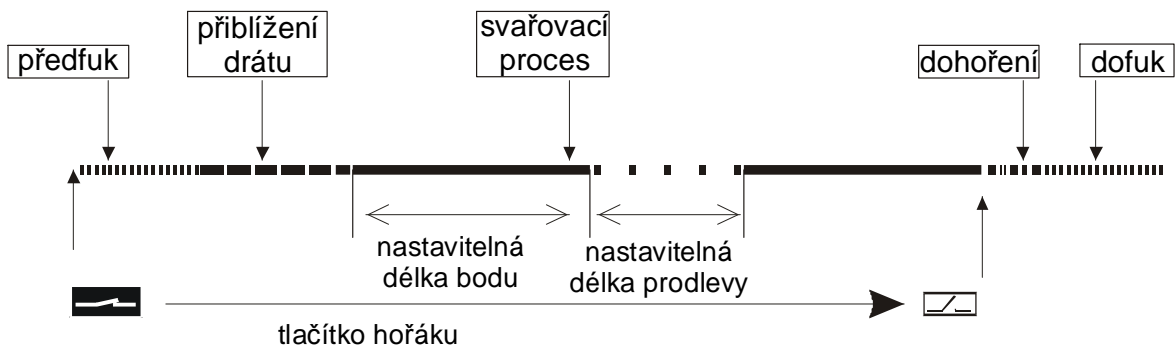 předfuk
přiblížení
drátu
svařovací
proces
dohoření
dofuk
nastavitelná
délka bodu
nastavitelná
délka prodlevy
tlačítko hořáku